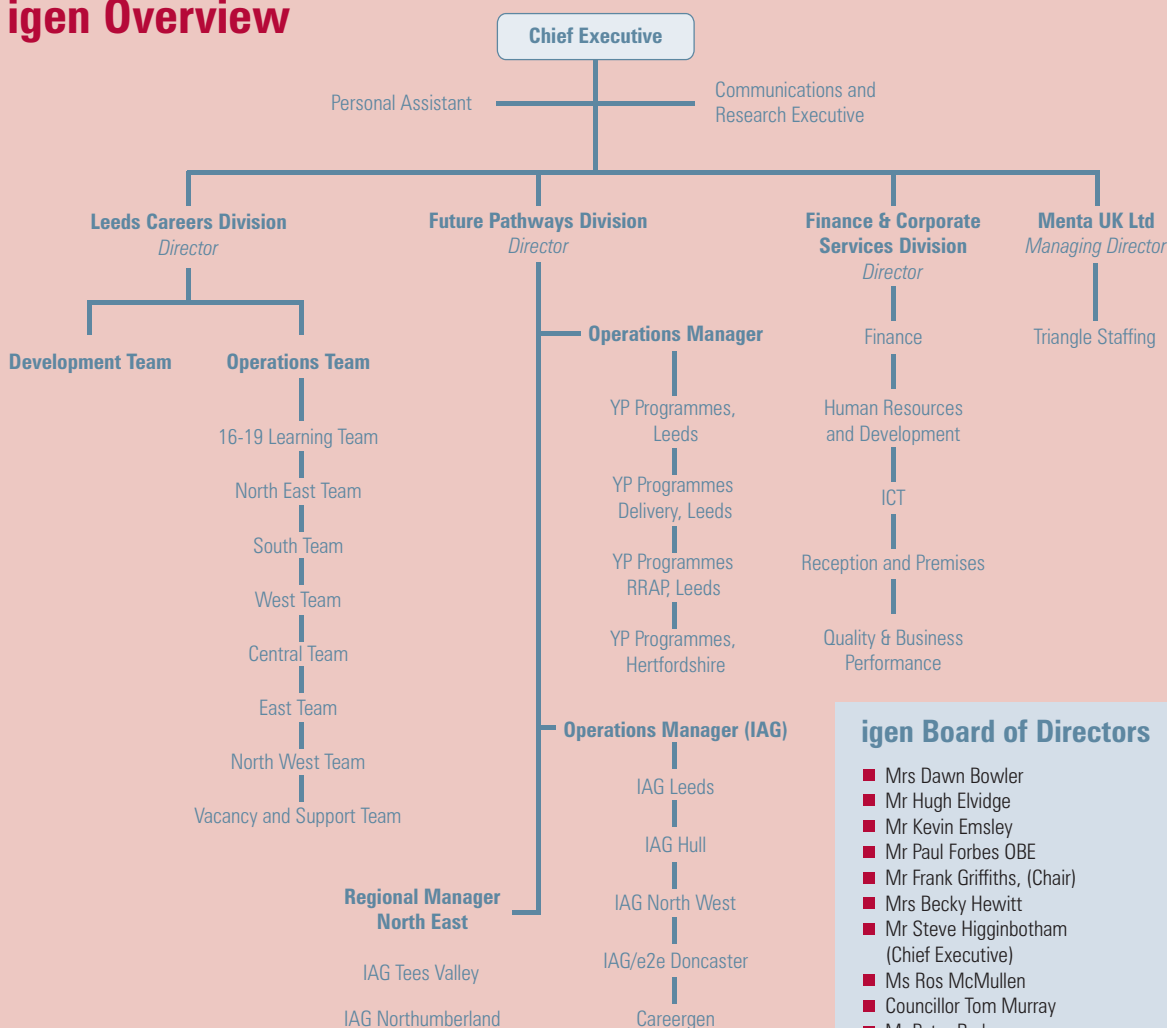 igen Overview
Chief Executive
Personal Assistant
Communications and
Research Executive
Leeds Careers Division
Director
Development Team
Operations Team
16-19 Learning Team
North East Team
South Team
West Team
Central Team
East Team
North West Team
Vacancy and Support Team
Future Pathways Division
Director
Operations Manager
YP Programmes,
Leeds
YP Programmes
Delivery, Leeds
YP Programmes
RRAP, Leeds
YP Programmes,
Hertfordshire
Operations Manager (IAG)
IAG Leeds
IAG Hull
IAG North West
IAG/e2e Doncaster
Careergen
Regional Manager
North East
IAG Tees Valley
IAG Northumberland
Finance & Corporate
Services Division
Director
Finance
Human Resources
and Development
ICT
Reception and Premises
Quality & Business
Performance
Menta UK Ltd
Managing Director
Triangle Staffing
igen Board of Directors
Mrs Dawn Bowler
Mr Hugh Elvidge
Mr Kevin Emsley
Mr Paul Forbes OBE
Mr Frank Griffiths, (Chair)
Mrs Becky Hewitt
Mr Steve Higginbotham
(Chief Executive)
Ms Ros McMullen
Councillor Tom Murray